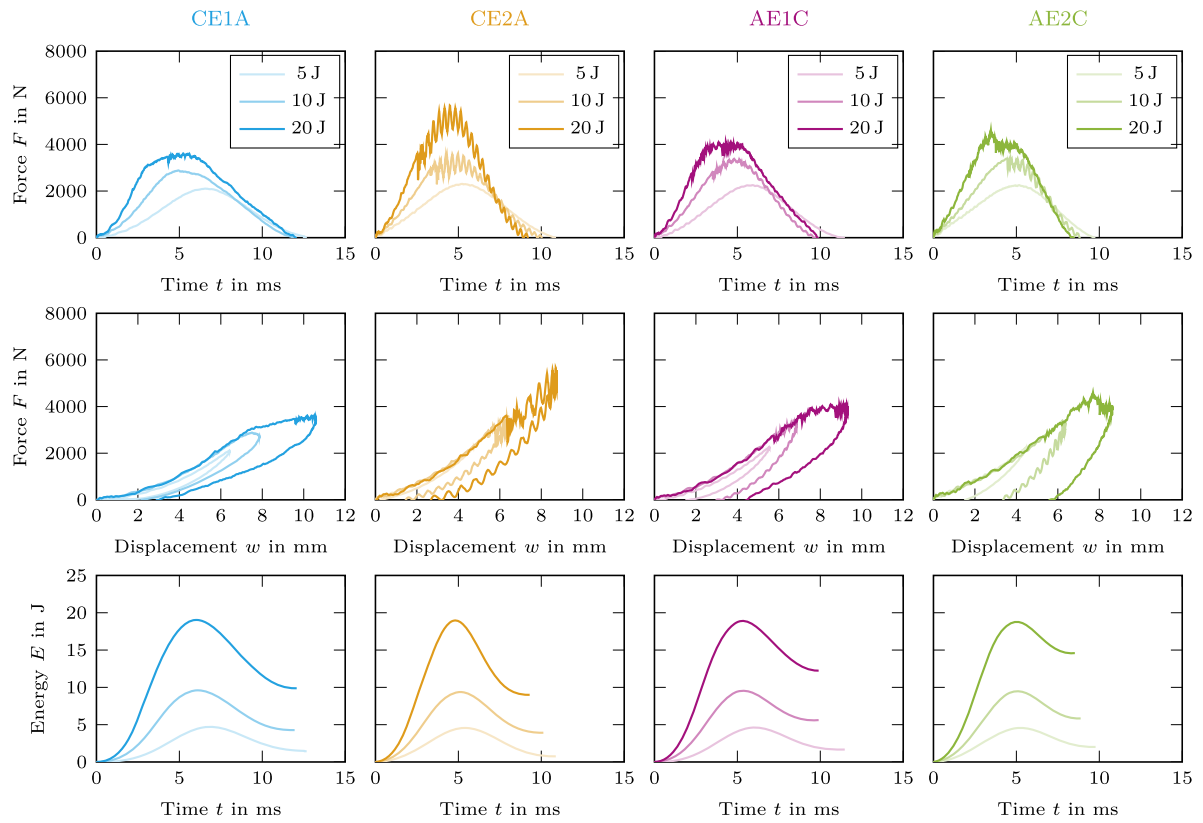 CE1A CE2A AE1C AE2C
8000
6000
4000
2000
0
Force F in N
5 J
10 J
20 J
5 J
10 J
20 J
5 J
10 J
20 J
5 J
10 J
20 J
0 5 10 15 0 5 10 15 0 5 10 15 0 5 10 15
Time t in ms Time t in ms Time t in ms Time t in ms
8000
6000
4000
2000
0
Force F in N
0 2 4 6 8 10 12 0 2 4 6 8 10 12 0 2 4 6 8 10 12 0 2 4 6 8 10 12
Displacement w in mm Displacement w in mm Displacement w in mm Displacement w in mm
25
20
15
10
5
0
Energy E in J
0 5 10 15 0 5 10 15 0 5 10 15 0 5 10 15
Time t in ms Time t in ms Time t in ms Time t in ms